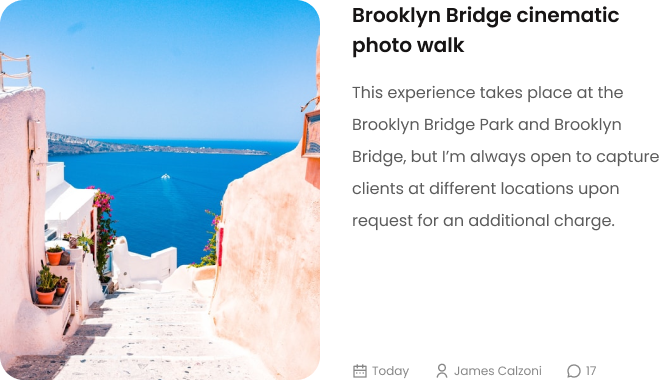 Brooklyn Bridge cinematic
photo walk
This experience takes place at the
Brooklyn Bridge Park and Brooklyn
Bridge, but I'm always open to capture
clients at different locations upon
request for an additional charge.
Today James Calzoni 17